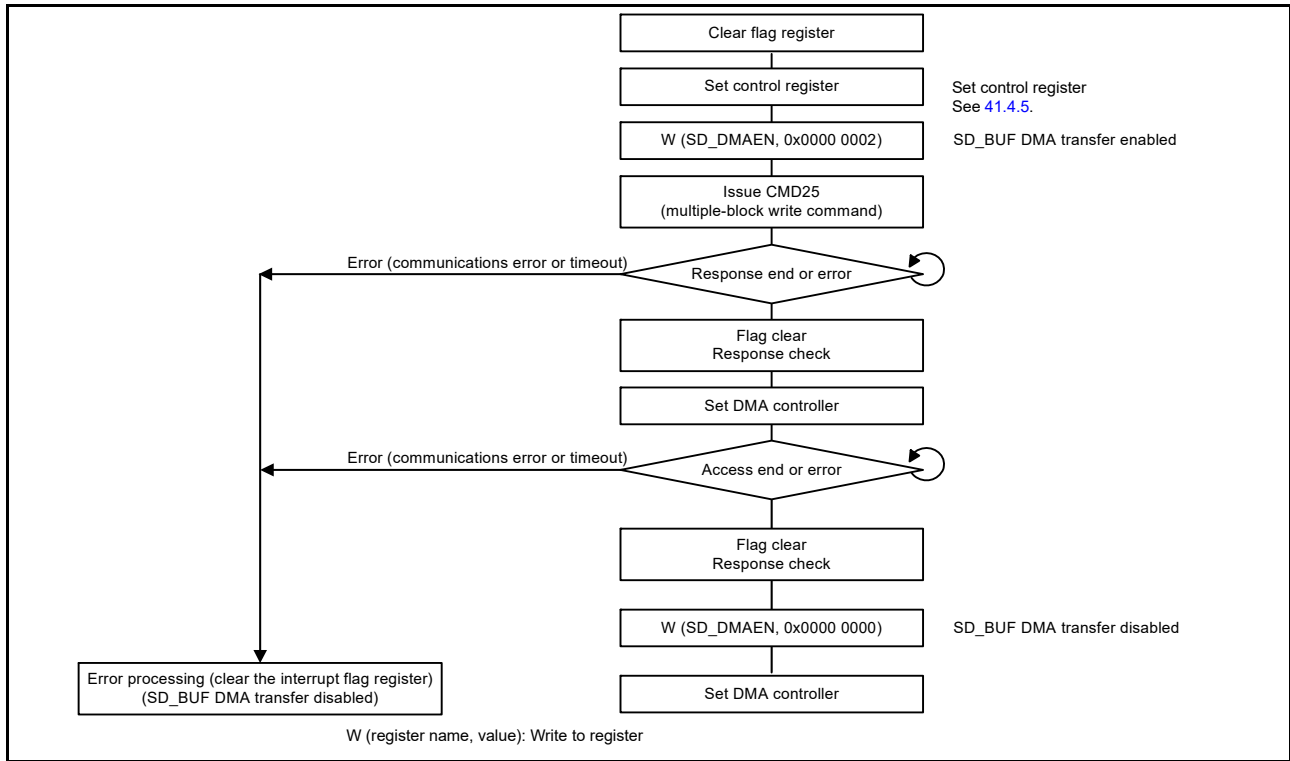 Clear flag register
Set control register
Set control register
See 41.4.5.
W (SD_DMAEN, 0x0000 0002)
SD_BUF DMA transfer enabled
Issue CMD25
(multiple-block write command)
Error (communications error or timeout)
Response end or error
Flag clear
Response check
Set DMA controller
Error (communications error or timeout)
Access end or error
Flag clear
Response check
W (SD_DMAEN, 0x0000 0000)
SD_BUF DMA transfer disabled
Error processing (clear the interrupt flag register)
(SD_BUF DMA transfer disabled)
Set DMA controller
W (register name, value): Write to register